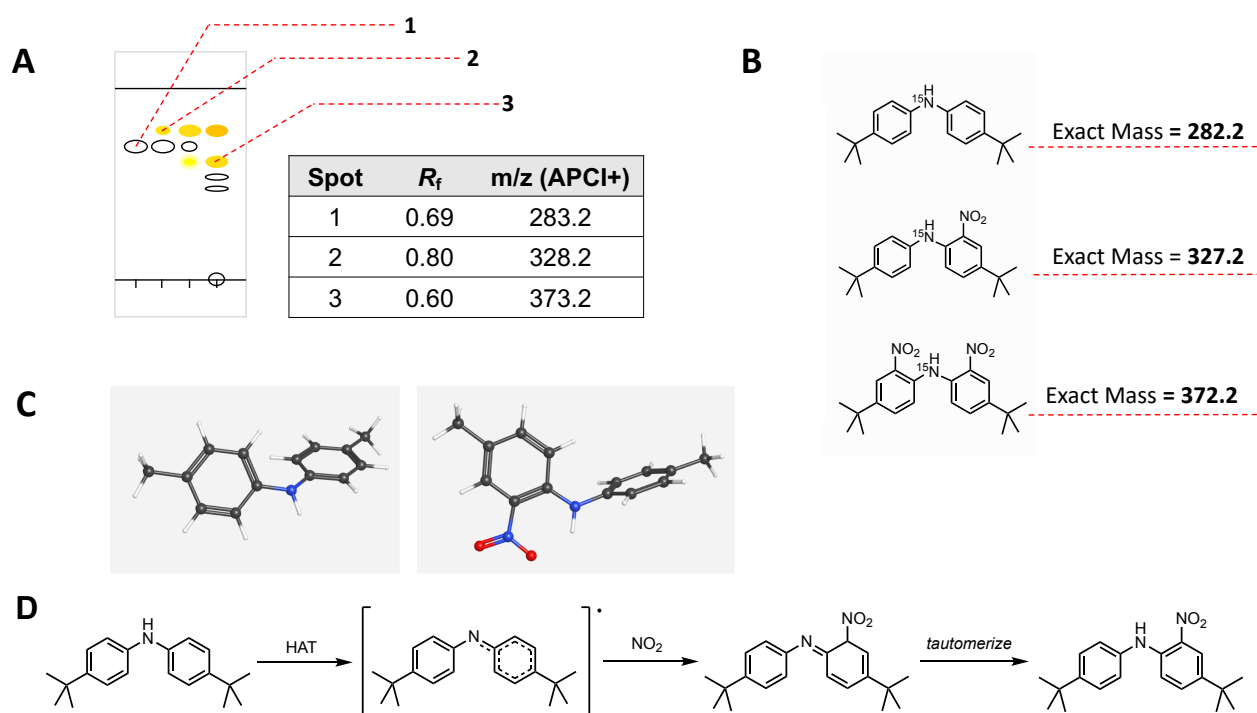 A
1
2
3
Spot R_f m/z (APCI+)
1 0.69 283.2
2 0.80 328.2
3 0.60 373.2
B
15N
H
Exact Mass = 282.2
NO2
15N
H
Exact Mass = 327.2
NO2 NO2
15N
H
Exact Mass = 372.2
C
D
H
N
HAT
N
•
NO2
NO2
N
tautomerize
H
N
NO2